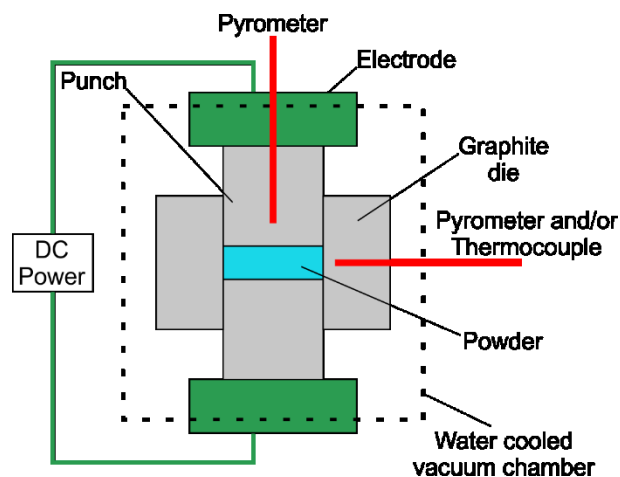 Pyrometer
Electrode
Punch
Graphite
die
Pyrometer and/or
Thermocouple
DC
Power
Powder
Water cooled
vacuum chamber